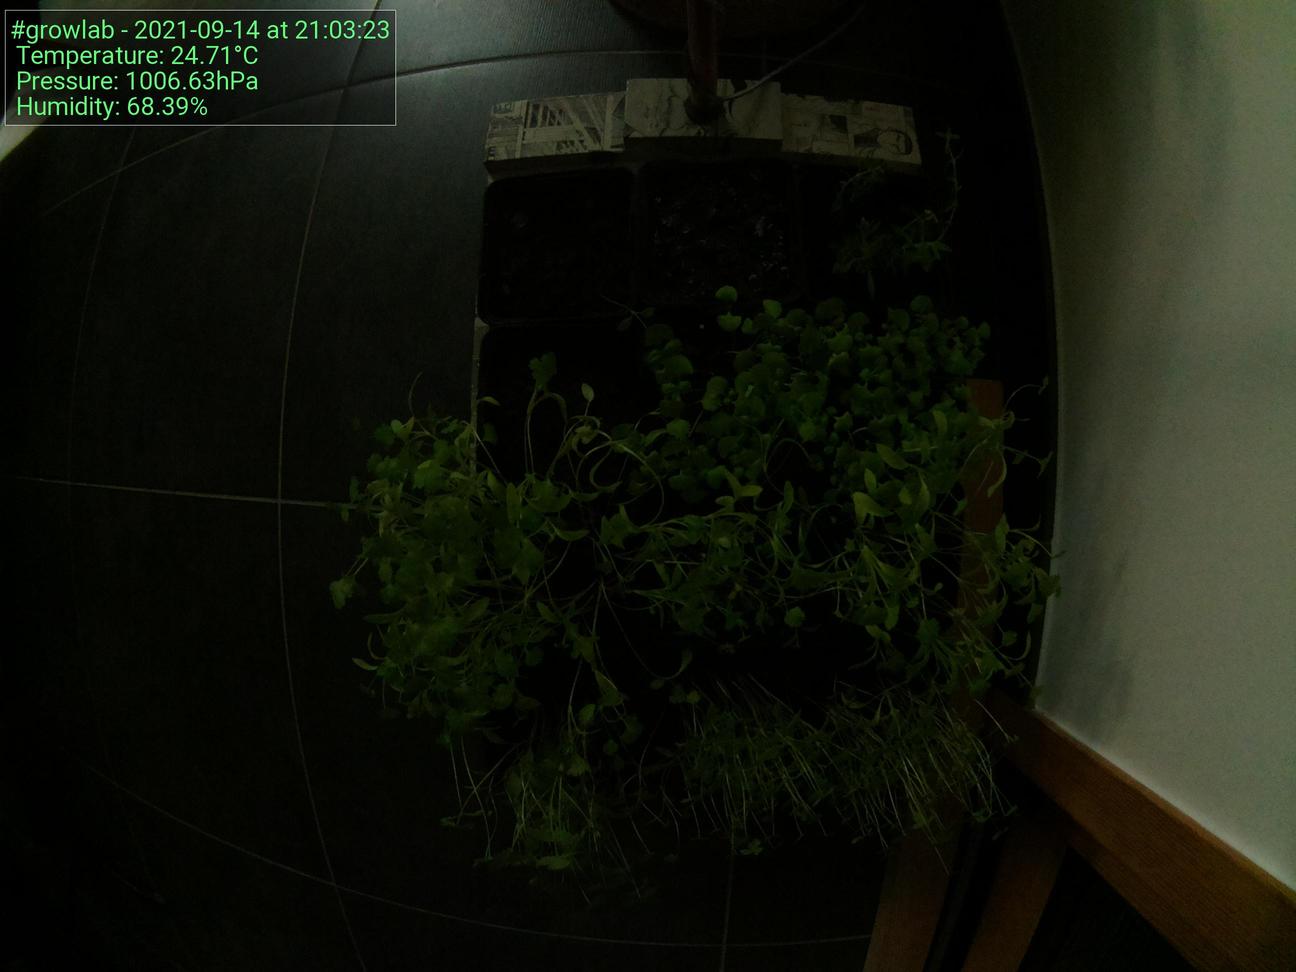 #growlab - 2021-09-14 at 21:03:23
Temperature: 24.71°C
Pressure: 1006.63hPa
Humidity: 68.39%